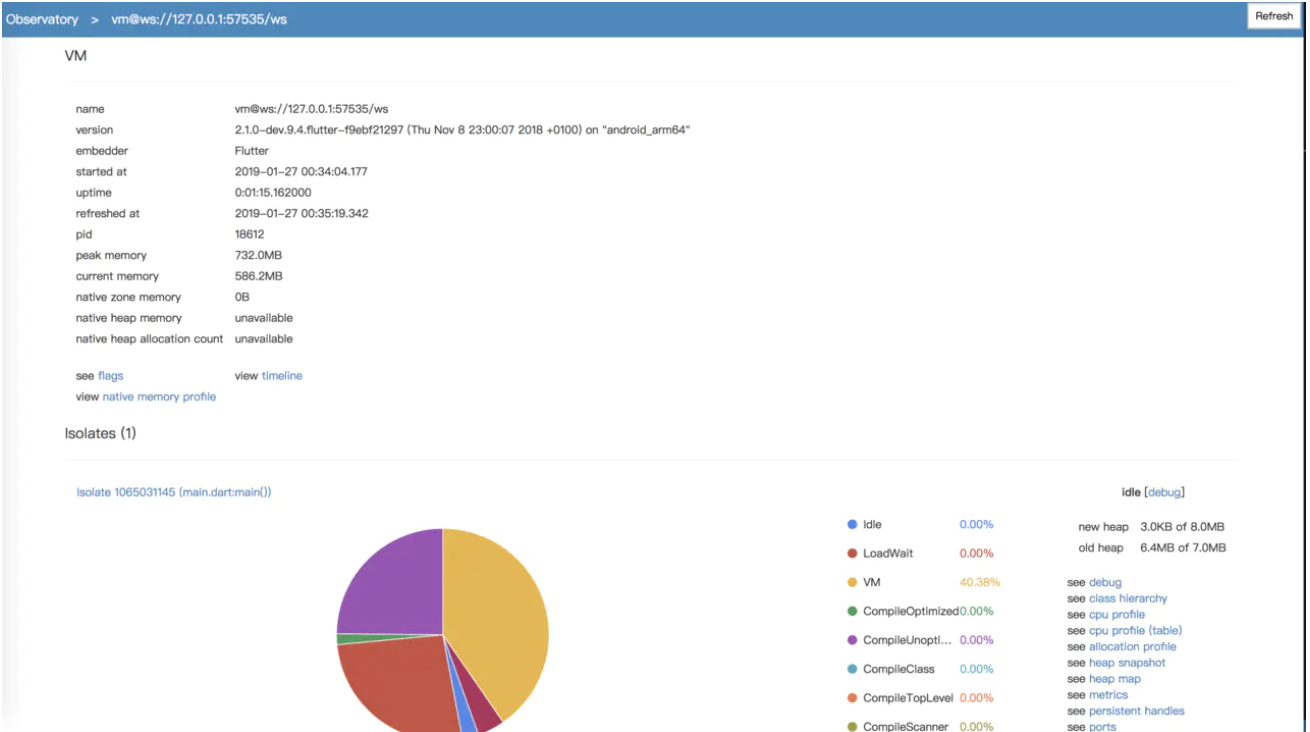 Observatory > vm@ws://127.0.0.1:57535/ws
Refresh
VM
name vm@ws://127.0.0.1:57535/ws
version 2.1.0-dev.9.4.flutter-f9ebf21297 (Thu Nov 8 23:00:07 2018 +0100) on "android_arm64"
embedder Flutter
started at 2019-01-27 00:34:04.177
uptime 0:01:15.162000
refreshed at 2019-01-27 00:35:19.342
pid 18612
peak memory 732.0MB
current memory 586.2MB
native zone memory 0B
native heap memory unavailable
native heap allocation count unavailable
see flags view timeline
view native memory profile
Isolates (1)
Isolate 1065031145 (main.dart:main())
Idle 0.00%
LoadWait 0.00%
VM 40.38%
CompileOptimized 0.00%
CompileUnopti... 0.00%
CompileClass 0.00%
CompileTopLevel 0.00%
CompileScanner 0.00%
idle [debug]
new heap 3.0KB of 8.0MB
old heap 6.4MB of 7.0MB
see debug
see class hierarchy
see cpu profile
see cpu profile (table)
see allocation profile
see heap snapshot
see heap map
see metrics
see persistent handles
see ports